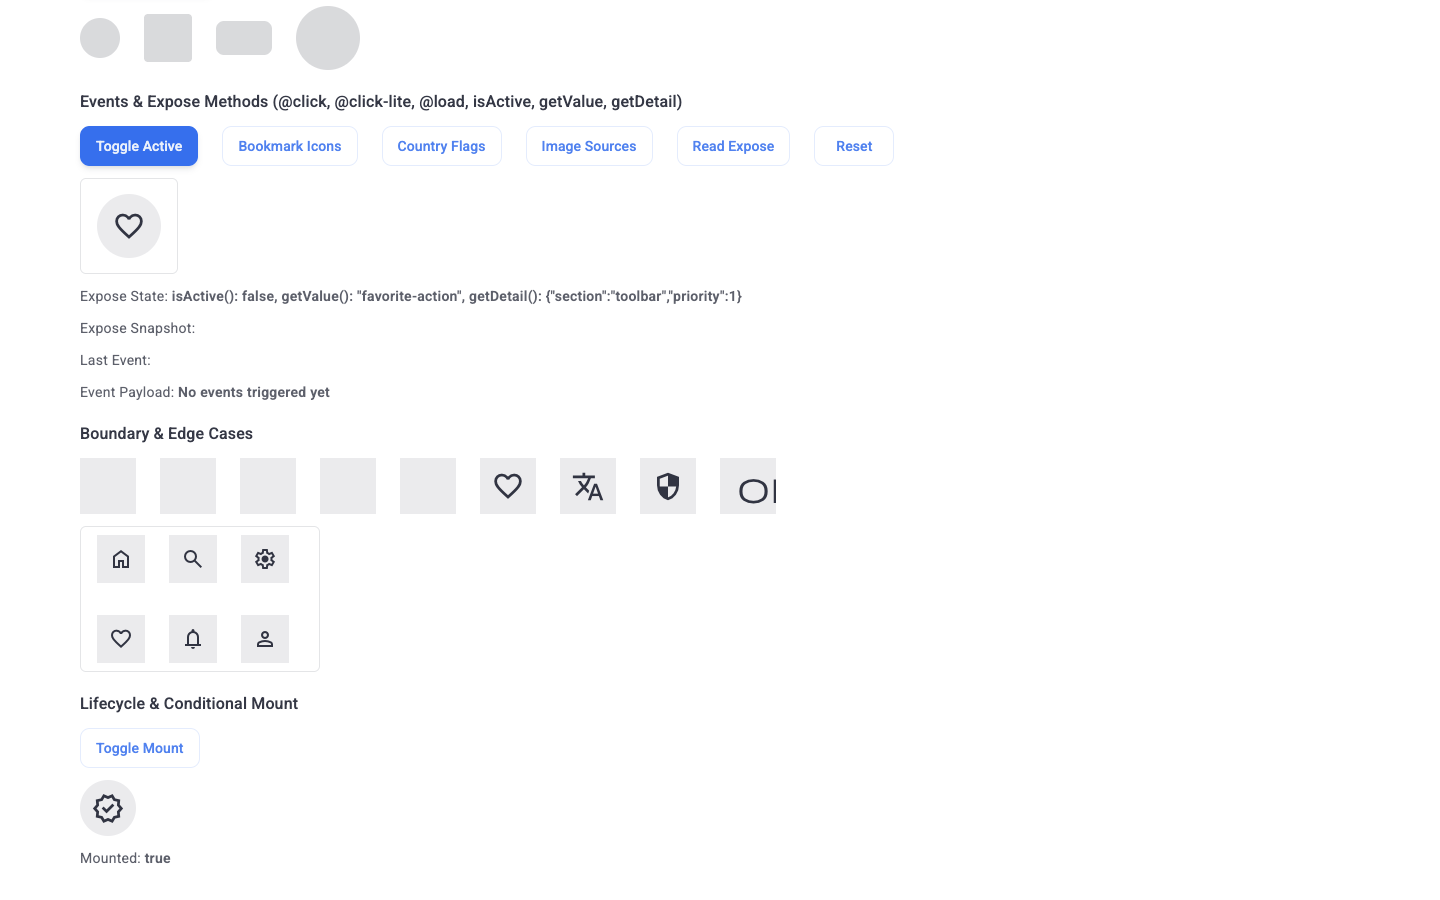 Events & Expose Methods (@click, @click-lite, @load, isActive, getValue, getDetail)
Toggle Active
Bookmark Icons
Country Flags
Image Sources
Read Expose
Reset
Expose State: isActive(): false, getValue(): "favorite-action", getDetail(): {"section":"toolbar","priority":1}
Expose Snapshot:
Last Event:
Event Payload: No events triggered yet
Boundary & Edge Cases
Lifecycle & Conditional Mount
Toggle Mount
Mounted: true